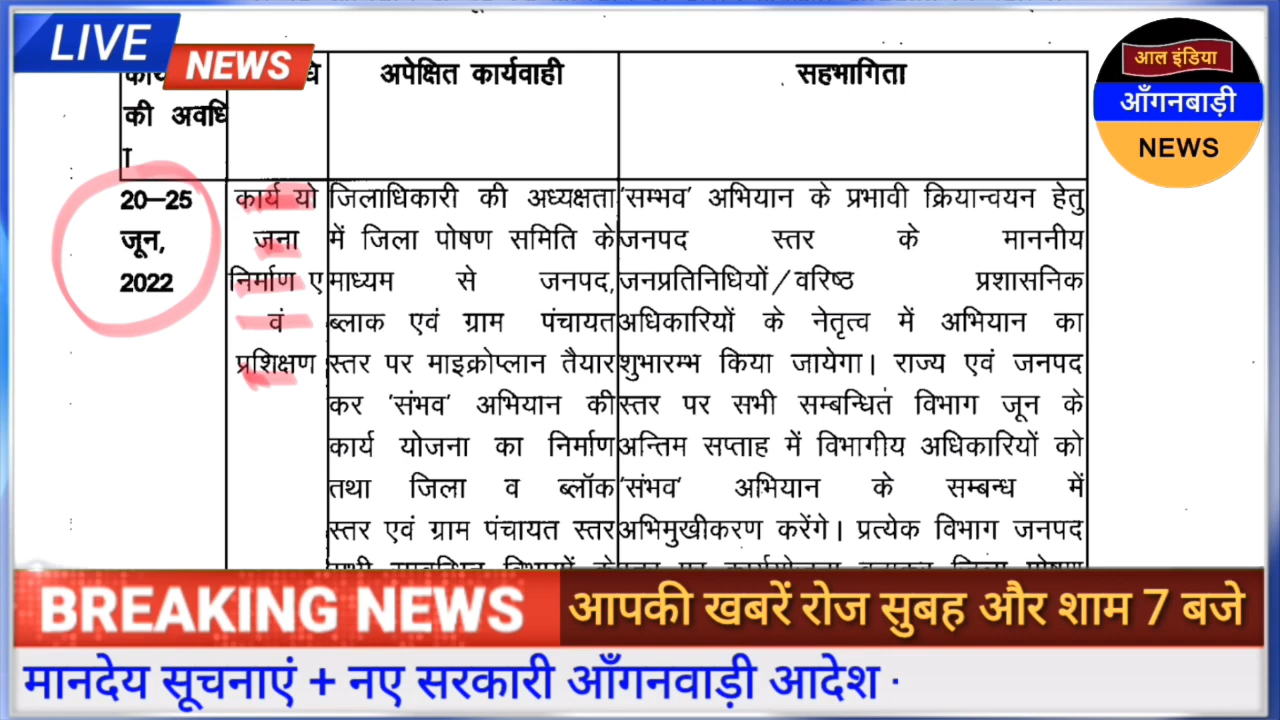 LIVE
NEWS
आल इंडिया
आँगनबाड़ी
NEWS
की अवधि
ा
अपेक्षित कार्यवाही
सहभागिता
20–25
जून,
2022
कार्य यो
जना
निर्माण ए
वं
प्रशिक्षण
जिलाधिकारी की अध्यक्षता
में जिला पोषण समिति के
माध्यम से जनपद,
ब्लाक एवं ग्राम पंचायत
स्तर पर माइक्रोप्लान तैयार
कर 'संभव' अभियान की
कार्य योजना का निर्माण
तथा जिला व ब्लॉक
स्तर एवं ग्राम पंचायत स्तर
'सम्भव' अभियान के प्रभावी क्रियान्वयन हेतु
जनपद स्तर के माननीय
जनप्रतिनिधियों/वरिष्ठ प्रशासनिक
अधिकारियों के नेतृत्व में अभियान का
शुभारम्भ किया जायेगा। राज्य एवं जनपद
स्तर पर सभी सम्बन्धित विभाग जून के
अन्तिम सप्ताह में विभागीय अधिकारियों को
'संभव' अभियान के सम्बन्ध में
अभिमुखीकरण करेंगे। प्रत्येक विभाग जनपद
BREAKING NEWS
आपकी खबरें रोज सुबह और शाम 7 बजे
मानदेय सूचनाएं + नए सरकारी आँगनवाड़ी आदेश ·